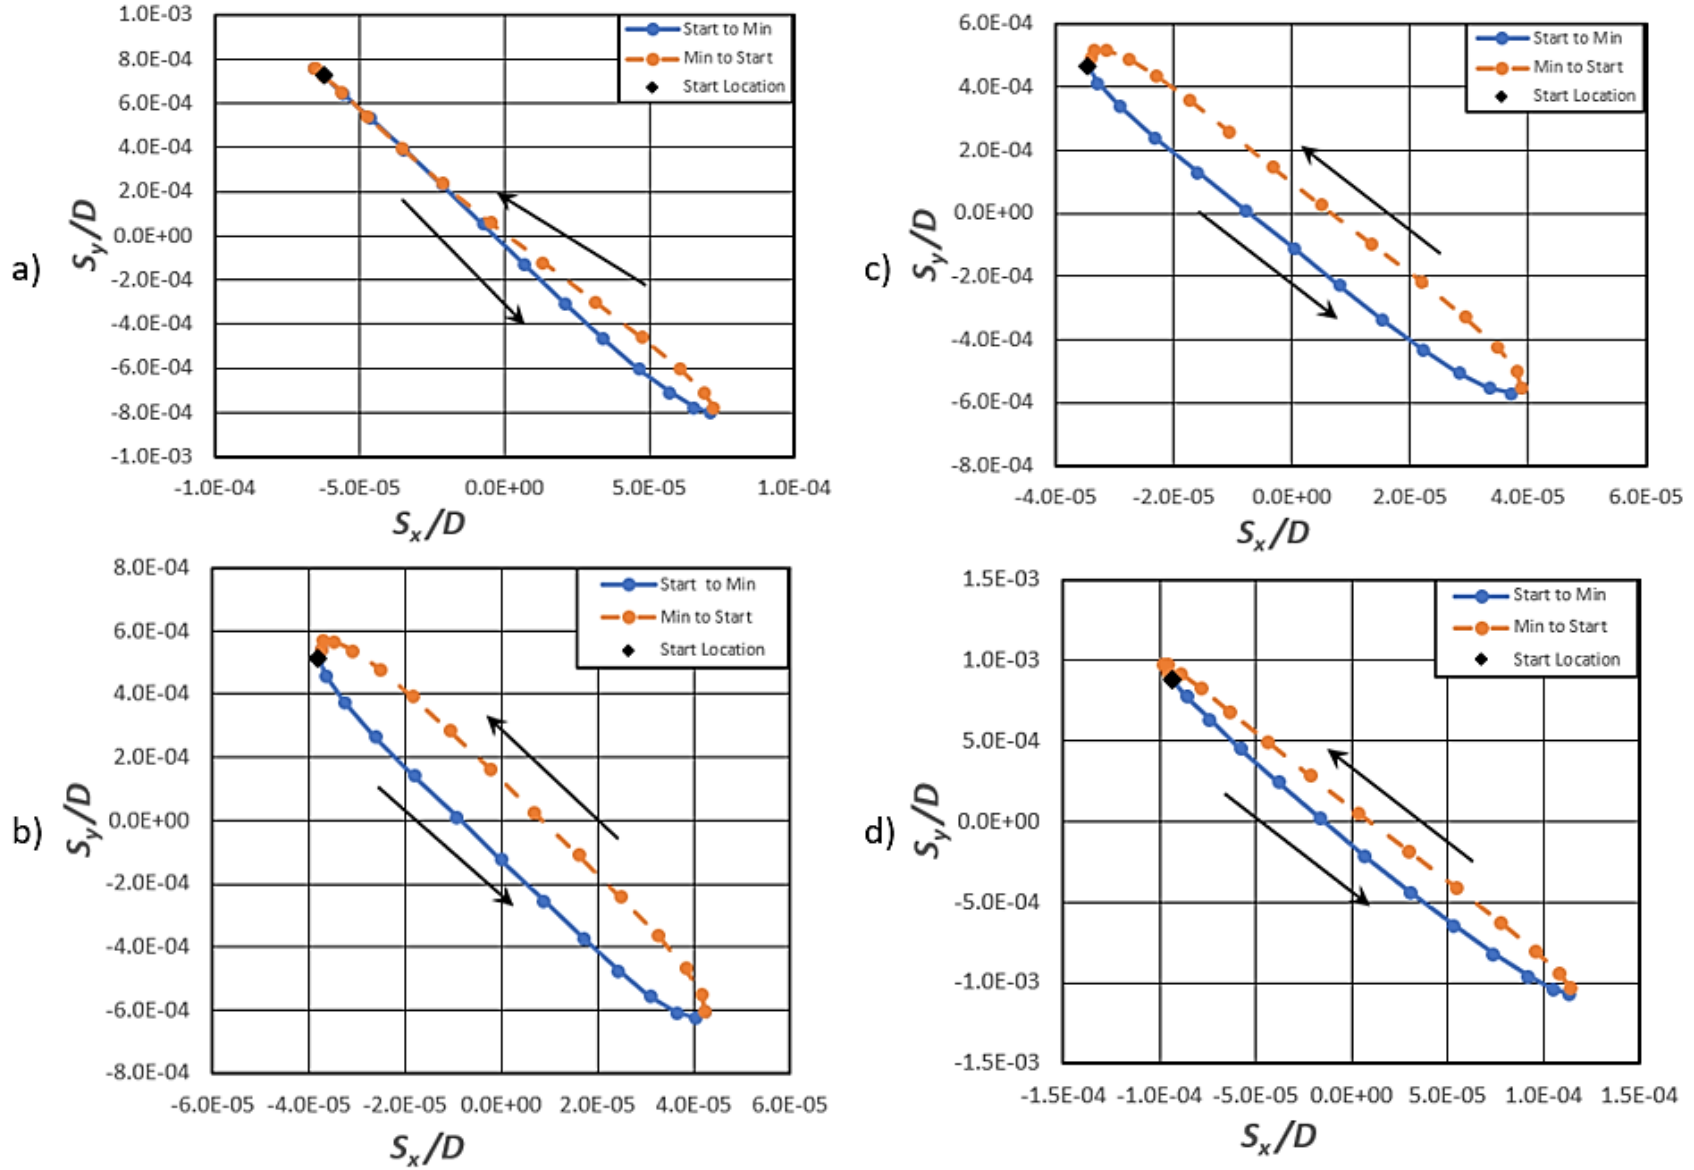 a)
1.0E-03
8.0E-04
6.0E-04
4.0E-04
2.0E-04
0.0E+00
-2.0E-04
-4.0E-04
-6.0E-04
-8.0E-04
-1.0E-03
Sy/D
Start to Min
Min to Start
Start Location
-1.0E-04 -5.0E-05 0.0E+00 5.0E-05 1.0E-04
Sx/D
b)
8.0E-04
6.0E-04
4.0E-04
2.0E-04
0.0E+00
-2.0E-04
-4.0E-04
-6.0E-04
-8.0E-04
Sy/D
Start to Min
Min to Start
Start Location
-6.0E-05 -4.0E-05 -2.0E-05 0.0E+00 2.0E-05 4.0E-05 6.0E-05
Sx/D
c)
6.0E-04
4.0E-04
2.0E-04
0.0E+00
-2.0E-04
-4.0E-04
-6.0E-04
-8.0E-04
Sy/D
Start to Min
Min to Start
Start Location
-4.0E-05 -2.0E-05 0.0E+00 2.0E-05 4.0E-05 6.0E-05
Sx/D
d)
1.5E-03
1.0E-03
5.0E-04
0.0E+00
-5.0E-04
-1.0E-03
-1.5E-03
Sy/D
Start to Min
Min to Start
Start Location
-1.5E-04 -1.0E-04 -5.0E-05 0.0E+00 5.0E-05 1.0E-04 1.5E-04
Sx/D